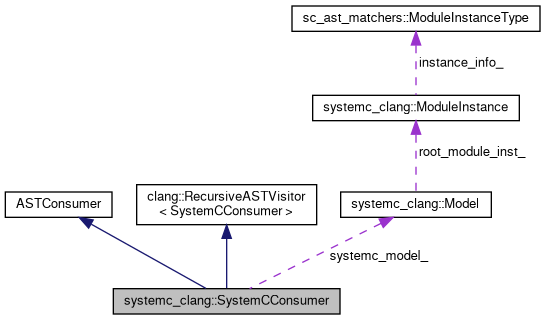 sc_ast_matchers::ModuleInstanceType
instance_info_
systemc_clang::ModuleInstance
root_module_inst_
ASTConsumer
clang::RecursiveASTVisitor
< SystemCConsumer >
systemc_clang::Model
systemc_model_
systemc_clang::SystemCConsumer